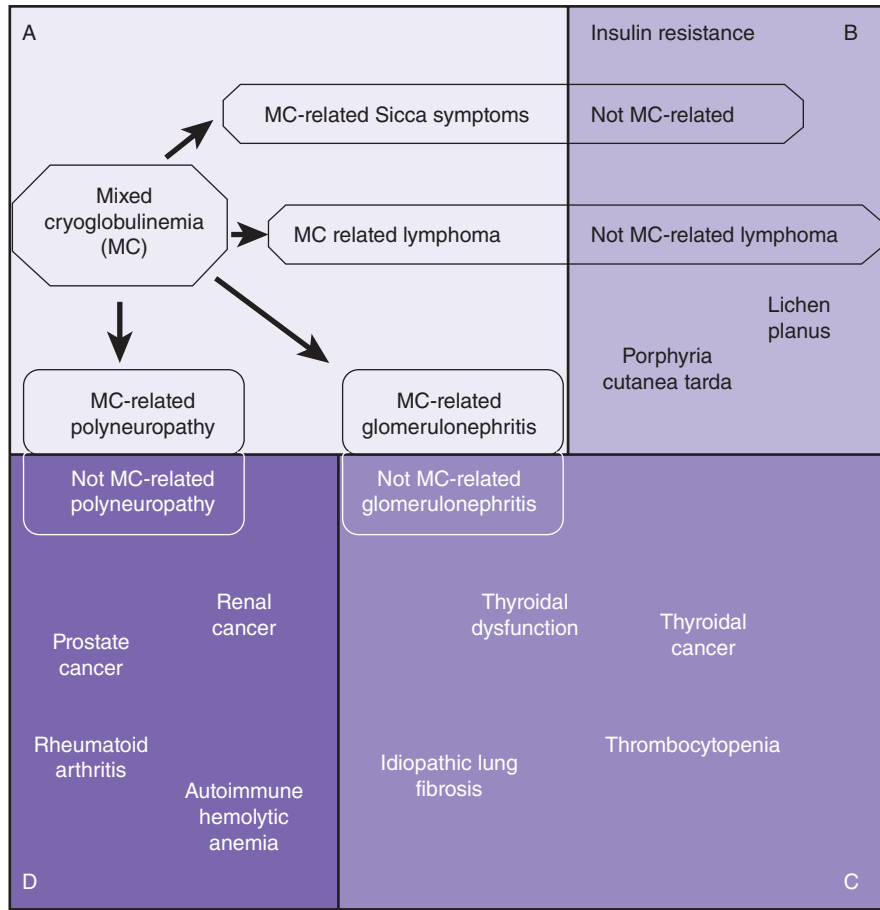 A
Insulin resistance
B
MC-related Sicca symptoms
Not MC-related
Mixed
cryoglobulinemia
(MC)
MC related lymphoma
Not MC-related lymphoma
Lichen
planus
Porphyria
cutanea tarda
MC-related
polyneuropathy
MC-related
glomerulonephritis
Not MC-related
polyneuropathy
Not MC-related
glomerulonephritis
Renal
cancer
Prostate
cancer
Thyroidal
dysfunction
Thyroidal
cancer
Rheumatoid
arthritis
Autoimmune
hemolytic
anemia
Idiopathic lung
fibrosis
Thrombocytopenia
D
C